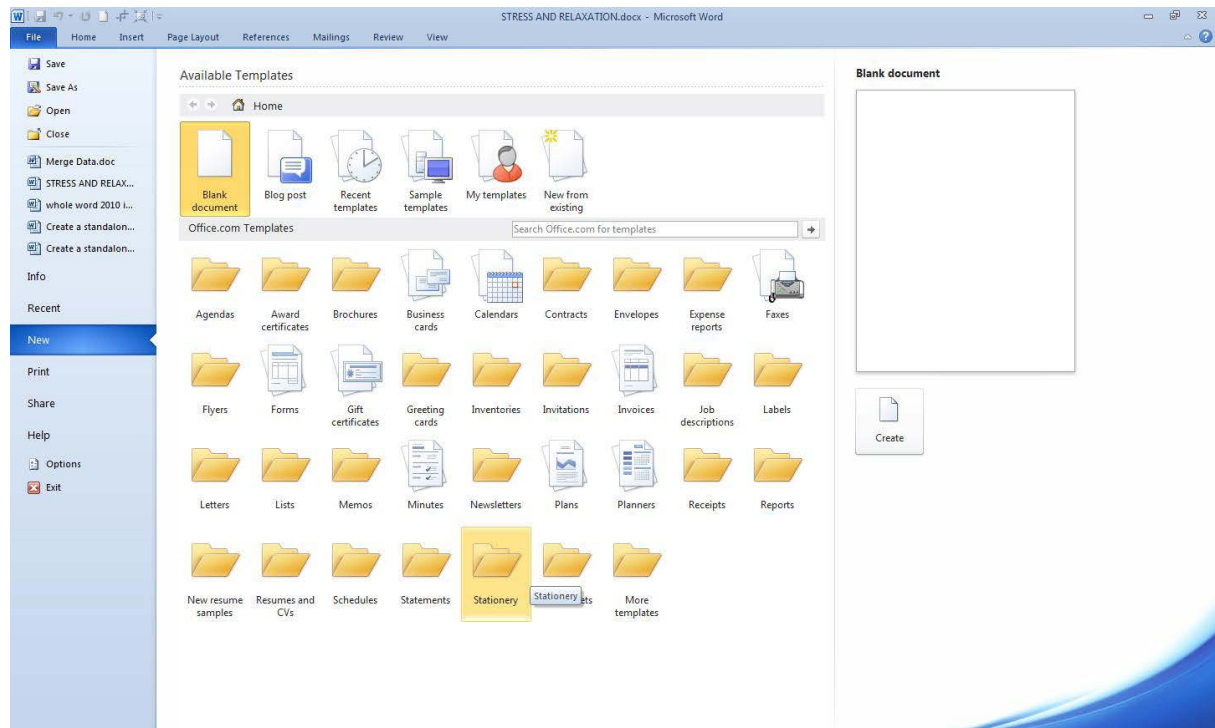 STRESS AND RELAXATION.docx - Microsoft Word
File Home Insert Page Layout References Mailings Review View
Save
Save As
Open
Close
Merge Data.doc
STRESS AND RELAX...
whole word 2010 i...
Create a standalon...
Create a standalon...
Info
Recent
New
Print
Share
Help
Options
Exit
Available Templates
Home
Blank document
Blog post
Recent templates
Sample templates
My templates
New from existing
Office.com Templates
Search Office.com for templates
Agendas
Award certificates
Brochures
Business cards
Calendars
Contracts
Envelopes
Expense reports
Faxes
Flyers
Forms
Gift certificates
Greeting cards
Inventories
Invitations
Invoices
Job descriptions
Labels
Letters
Lists
Memos
Minutes
Newsletters
Plans
Planners
Receipts
Reports
New resume samples
Resumes and CVs
Schedules
Statements
Stationery
Stationery
More templates
Blank document
Create